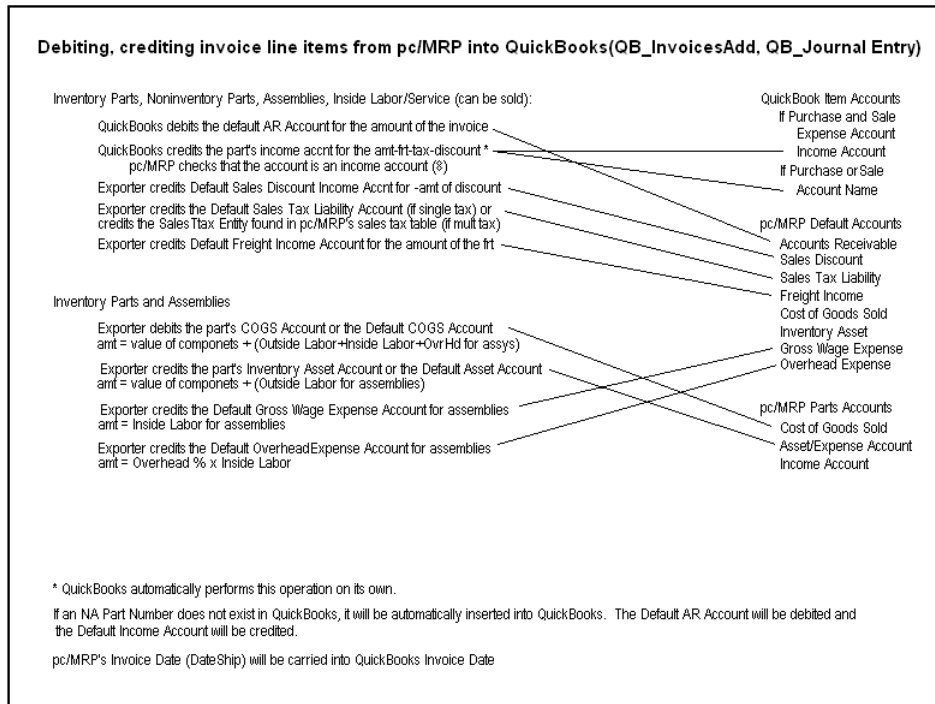 Debiting, crediting invoice line items from pc/MRP into QuickBooks(QB_InvoicesAdd, QB_Journal Entry)
Inventory Parts, Noninventory Parts, Assemblies, Inside Labor/Service (can be sold):
QuickBooks debits the default AR Account for the amount of the invoice
QuickBooks credits the part's income accnt for the amt-frt-tax-discount *
pc/MRP checks that the account is an income account (%)
Exporter credits Default Sales Discount Income Accnt for -amt of discount
Exporter credits the Default Sales Tax Liability Account (if single tax) or
credits the SalesTtax Entity found in pc/MRP's sales tax table (if mult tax)
Exporter credits Default Freight Income Account for the amount of the frt
Inventory Parts and Assemblies
Exporter debits the part's COGS Account or the Default COGS Account
amt = value of componets + (Outside Labor+Inside Labor+OvrHd for assys)
Exporter credits the part's Inventory Asset Account or the Default Asset Account
amt = value of componets + (Outside Labor for assemblies)
Exporter credits the Default Gross Wage Expense Account for assemblies
amt = Inside Labor for assemblies
Exporter credits the Default OverheadExpense Account for assemblies
amt = Overhead % x Inside Labor
QuickBook Item Accounts
If Purchase and Sale
Expense Account
Income Account
If Purchase or Sale
Account Name
pc/MRP Default Accounts
Accounts Receivable
Sales Discount
Sales Tax Liability
Freight Income
Cost of Goods Sold
Inventory Asset
Gross Wage Expense
Overhead Expense
pc/MRP Parts Accounts
Cost of Goods Sold
Asset/Expense Account
Income Account
* QuickBooks automatically performs this operation on its own.
If an NA Part Number does not exist in QuickBooks, it will be automatically inserted into QuickBooks. The Default AR Account will be debited and
the Default Income Account will be credited.
pc/MRP's Invoice Date (DateShip) will be carried into QuickBooks Invoice Date